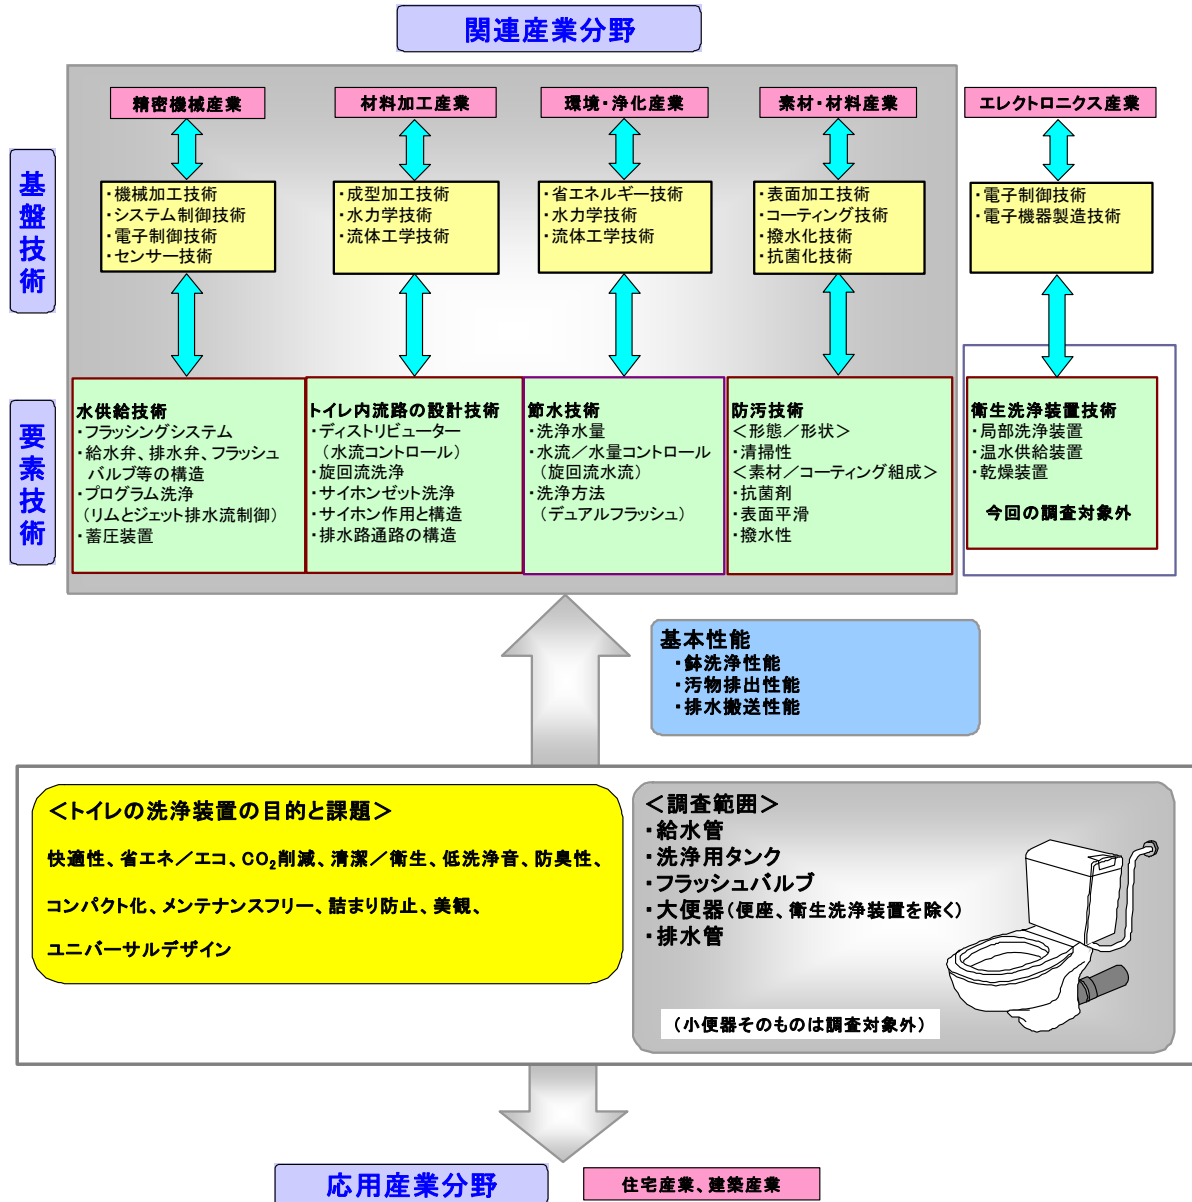 関連産業分野
精密機械産業
材料加工産業
環境・浄化産業
素材・材料産業
エレクトロニクス産業
基盤技術
・機械加工技術
・システム制御技術
・電子制御技術
・センサー技術
・成型加工技術
・水力学技術
・流体工学技術
・省エネルギー技術
・水力学技術
・流体工学技術
・表面加工技術
・コーティング技術
・撥水化技術
・抗菌化技術
・電子制御技術
・電子機器製造技術
要素技術
水供給技術
・フラッシングシステム
・給水弁、排水弁、フラッシュ
バルブ等の構造
・プログラム洗浄
(リムとジェット排水流制御)
・蓄圧装置
トイレ内流路の設計技術
・ディストリビューター
(水流コントロール)
・旋回流洗浄
・サイホンゼット洗浄
・サイホン作用と構造
・排水路通路の構造
節水技術
・洗浄水量
・水流/水量コントロール
(旋回流水流)
・洗浄方法
(デュアルフラッシュ)
防汚技術
<形態/形状>
・清掃性
<素材/コーティング組成>
・抗菌剤
・表面平滑
・撥水性
衛生洗浄装置技術
・局部洗浄装置
・温水供給装置
・乾燥装置
今回の調査対象外
基本性能
・鉢洗浄性能
・汚物排出性能
・排水搬送性能
<トイレの洗浄装置の目的と課題>
快適性、省エネ/エコ、CO₂削減、清潔/衛生、低洗浄音、防臭性、
コンパクト化、メンテナンスフリー、詰まり防止、美観、
ユニバーサルデザイン
<調査範囲>
・給水管
・洗浄用タンク
・フラッシュバルブ
・大便器(便座、衛生洗浄装置を除く)
・排水管
(小便器そのものは調査対象外)
応用産業分野
住宅産業、建築産業